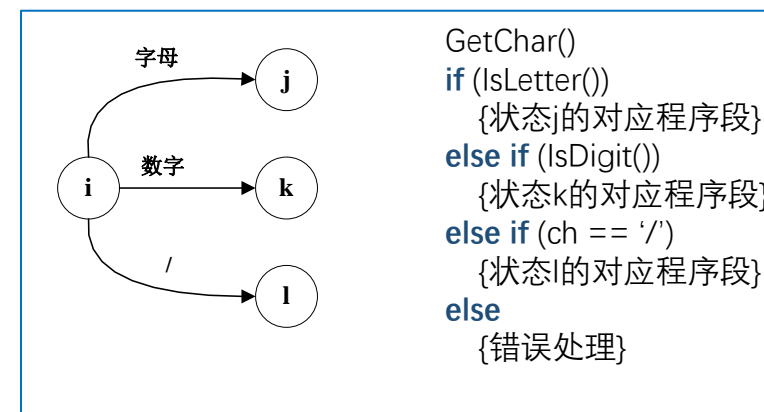 字母
j
数字
i
k
/
l
GetChar()
if (IsLetter())
{状态j的对应程序段}
else if (IsDigit())
{状态k的对应程序段}
else if (ch == ‘/’)
{状态l的对应程序段}
else
{错误处理}